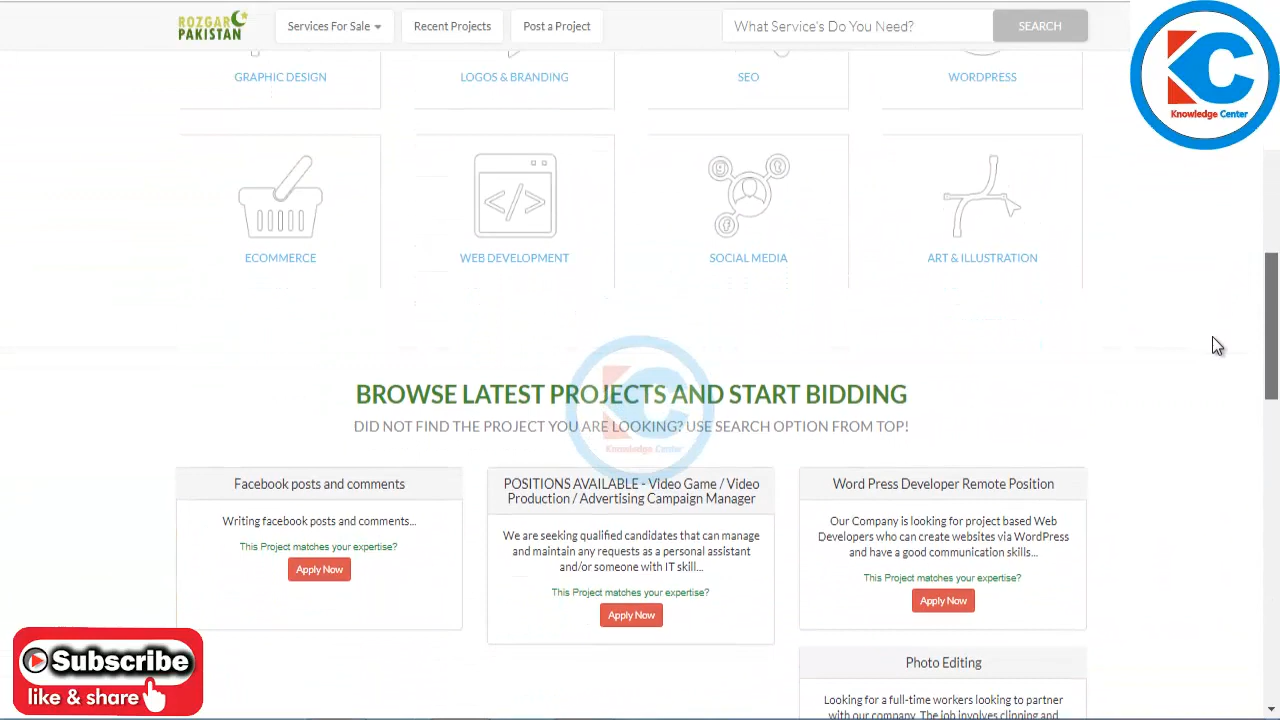 ROZGAR
PAKISTAN
Services For Sale
Recent Projects
Post a Project
What Service's Do You Need?
SEARCH
KC
Knowledge Center
GRAPHIC DESIGN
LOGOS & BRANDING
SEO
WORDPRESS
ECOMMERCE
WEB DEVELOPMENT
SOCIAL MEDIA
ART & ILLUSTRATION
BROWSE LATEST PROJECTS AND START BIDDING
DID NOT FIND THE PROJECT YOU ARE LOOKING? USE SEARCH OPTION FROM TOP!
KC
Knowledge Center
Facebook posts and comments
Writing facebook posts and comments...
This Project matches your expertise?
Apply Now
POSITIONS AVAILABLE - Video Game / Video
Production / Advertising Campaign Manager
We are seeking qualified candidates that can manage
and maintain any requests as a personal assistant
and/or someone with IT skill...
This Project matches your expertise?
Apply Now
Word Press Developer Remote Position
Our Company is looking for project based Web
Developers who can create websites via WordPress
and have a good communication skills...
This Project matches your expertise?
Apply Now
Photo Editing
Looking for a full-time workers looking to partner
with our company. The job involves clipping and
Subscribe
like & share